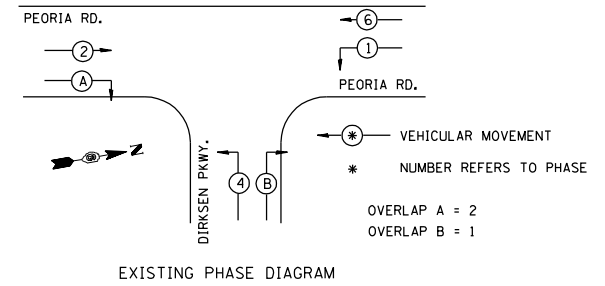 PEORIA RD.
6
2
1
A
PEORIA RD.
N
DIRKSEN PKWY.
4
B
* VEHICULAR MOVEMENT
* NUMBER REFERS TO PHASE
OVERLAP A = 2
OVERLAP B = 1
EXISTING PHASE DIAGRAM